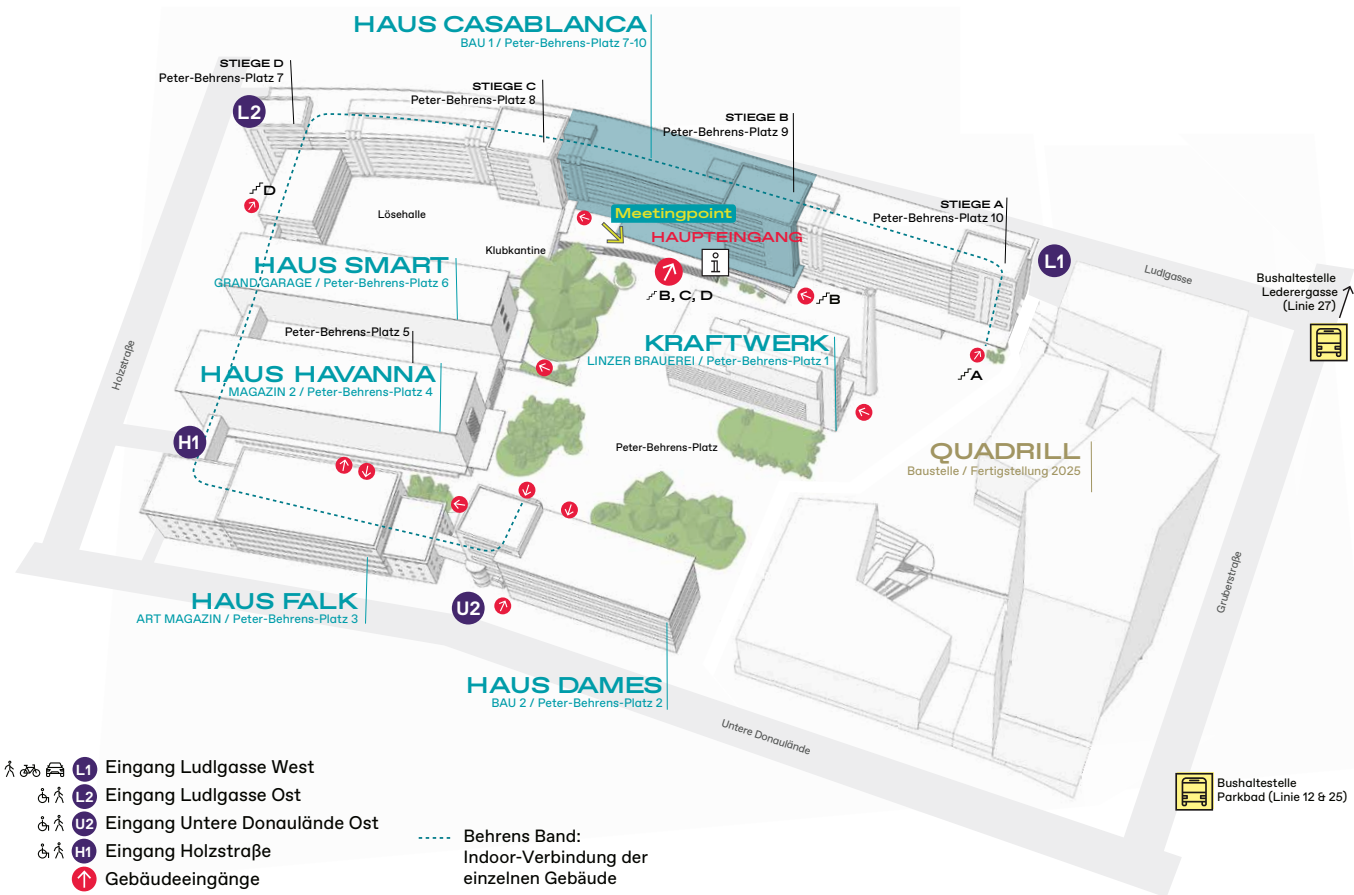 HAUS CASABLANCA
BAU 1 / Peter-Behrens-Platz 7-10
STIEGE D
Peter-Behrens-Platz 7
STIEGE C
Peter-Behrens-Platz 8
STIEGE B
Peter-Behrens-Platz 9
STIEGE A
Peter-Behrens-Platz 10
L2
D
Lösehalle
Klubkantine
Meetingpoint
HAUPTEINGANG
i
B, C, D
B
L1
Ludlgasse
Bushaltestelle
Lederergasse
(Linie 27)
HAUS SMART
GRAND GARAGE / Peter-Behrens-Platz 6
Peter-Behrens-Platz 5
KRAFTWERK
LINZER BRAUEREI / Peter-Behrens-Platz 1
A
Holzstraße
HAUS HAVANNA
MAGAZIN 2 / Peter-Behrens-Platz 4
H1
Peter-Behrens-Platz
QUADRILL
Baustelle / Fertigstellung 2025
Gruberstraße
HAUS FALK
ART MAGAZIN / Peter-Behrens-Platz 3
U2
HAUS DAMES
BAU 2 / Peter-Behrens-Platz 2
Untere Donaulände
Bushaltestelle
Parkbad (Linie 12 & 25)
L1 Eingang Ludlgasse West
L2 Eingang Ludlgasse Ost
U2 Eingang Untere Donaulände Ost
H1 Eingang Holzstraße
Gebäudeeingänge
Behrens Band:
Indoor-Verbindung der
einzelnen Gebäude